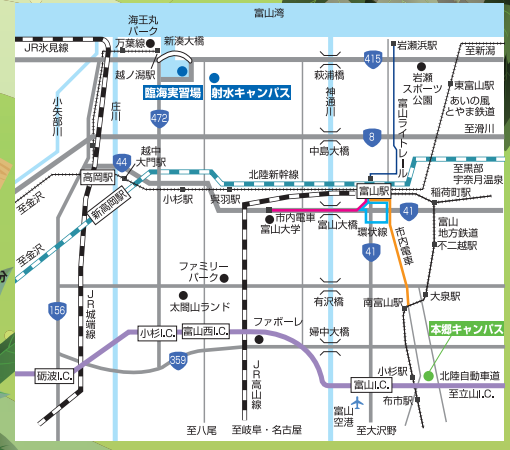 富山湾
海王丸
パーク
万葉線
新湊大橋
JR氷見線
岩瀬浜駅
至新潟
415
越ノ潟駅
萩浦橋
岩瀬
スポーツ
公園
東富山駅
臨海実習場
射水キャンパス
あいの風
とやま鉄道
小矢部川
庄川
472
神通川
富山ライトレール
至滑川
8
44
越中
大門駅
中島大橋
至黒部
宇奈月温泉
高岡駅
北陸新幹線
富山駅
稲荷町駅
至金沢
新高岡駅
小杉駅
呉羽駅
市内電車
富山大学
富山大橋
環状線
41
富山
地方鉄道
不二越駅
至金沢
41
市内電車
分
ファミリー
パーク
太閤山ランド
有沢橋
大泉駅
156
JR城端線
南富山駅
小杉I.C.
富山西I.C.
ファボーレ
婦中大橋
本郷キャンパス
359
砺波I.C.
JR高山線
小杉駅
北陸自動車道
富山I.C.
至立山I.C.
布市駅
富山
空港
至八尾
至岐阜・名古屋
至大沢野